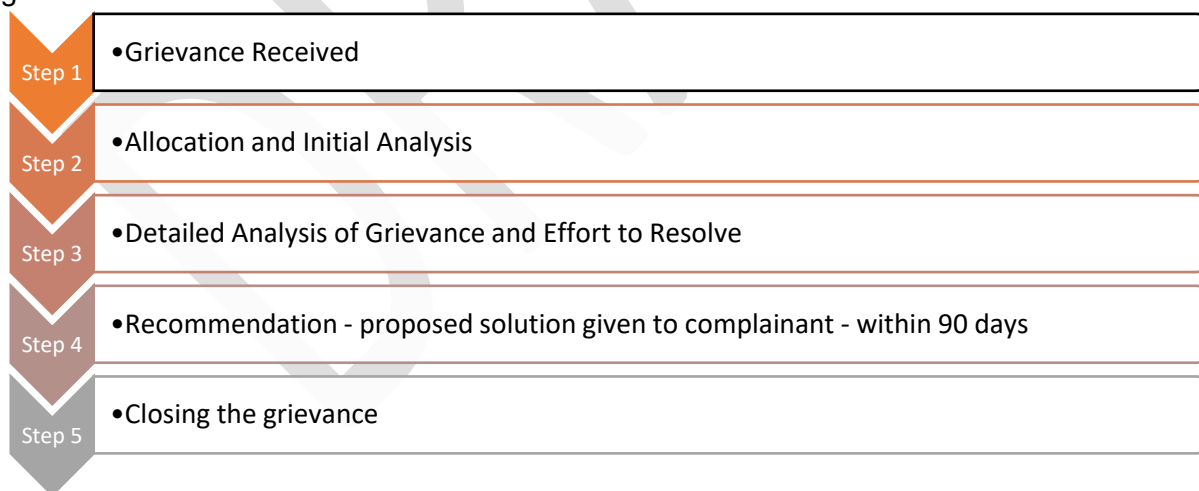 Step 1
•Grievance Received
Step 2
•Allocation and Initial Analysis
Step 3
•Detailed Analysis of Grievance and Effort to Resolve
Step 4
•Recommendation - proposed solution given to complainant - within 90 days
Step 5
•Closing the grievance